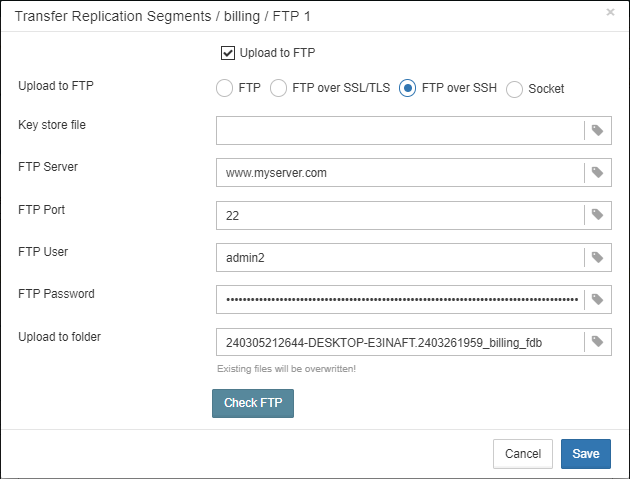 Transfer Replication Segments / billing / FTP 1 ×
Upload to FTP
Upload to FTP FTP FTP over SSL/TLS FTP over SSH Socket
Key store file
FTP Server www.myserver.com
FTP Port 22
FTP User admin2
FTP Password
Upload to folder 240305212644-DESKTOP-E3INAFT.2403261959_billing_fdb
Existing files will be overwritten!
Check FTP
Cancel Save